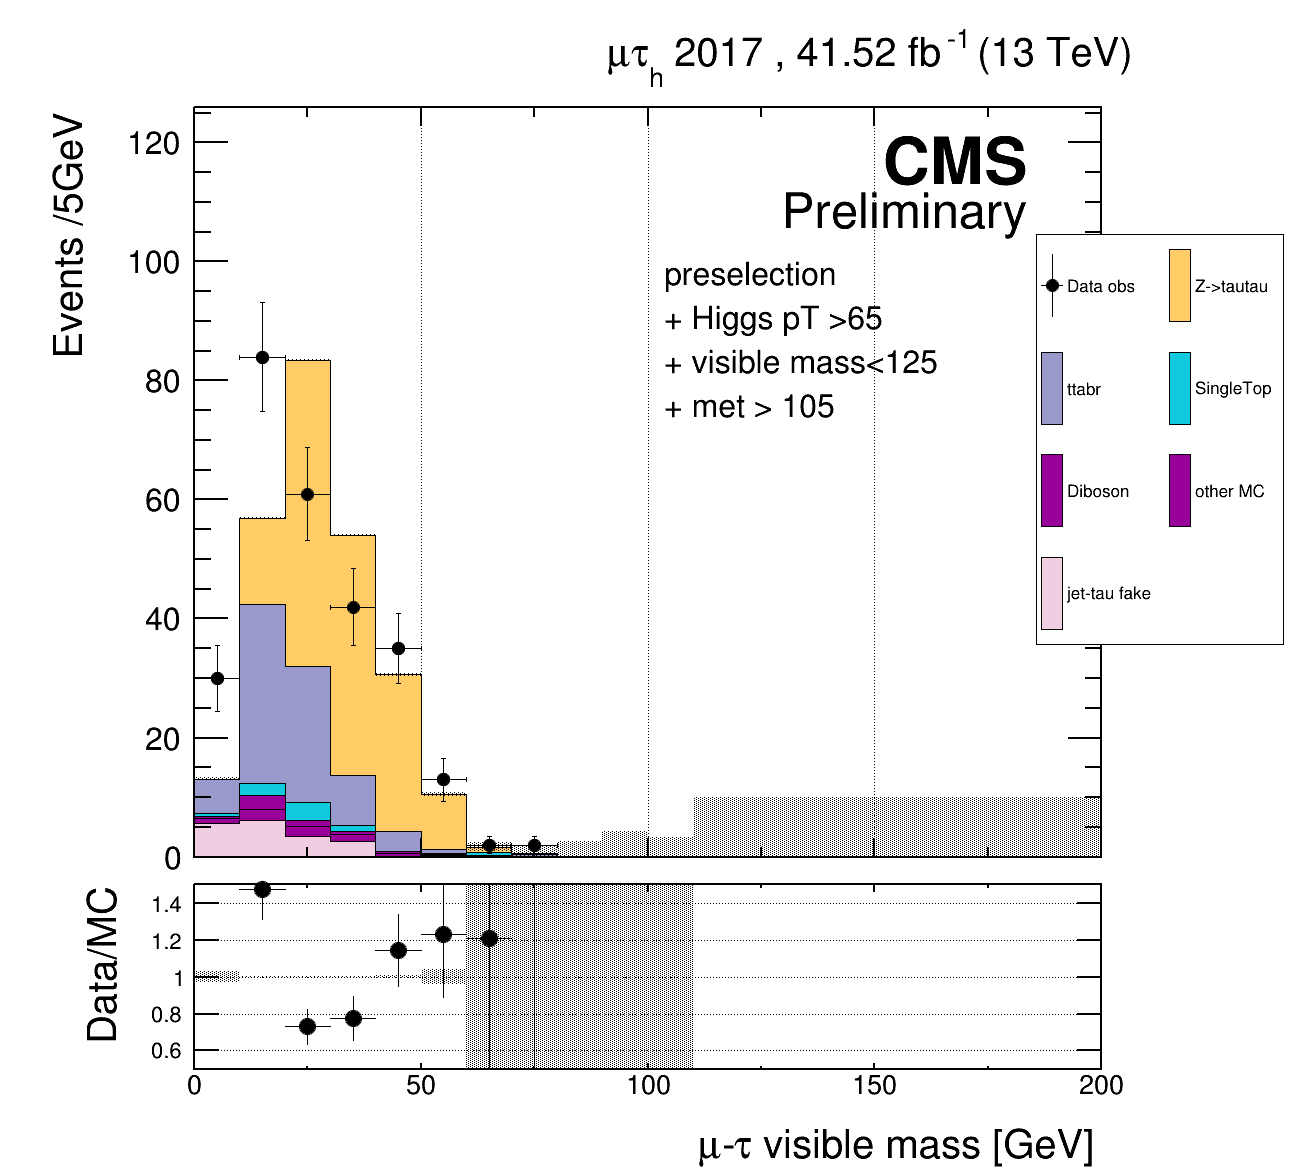 μτh 2017 , 41.52 fb-1 (13 TeV)
Events /5GeV
120
100
80
60
40
20
0
CMS
Preliminary
preselection
+ Higgs pT >65
+ visible mass<125
+ met > 105
Data obs
Z->tautau
ttabr
SingleTop
Diboson
other MC
jet-tau fake
Data/MC
1.4
1.2
1
0.8
0.6
0 50 100 150 200
μ-τ visible mass [GeV]